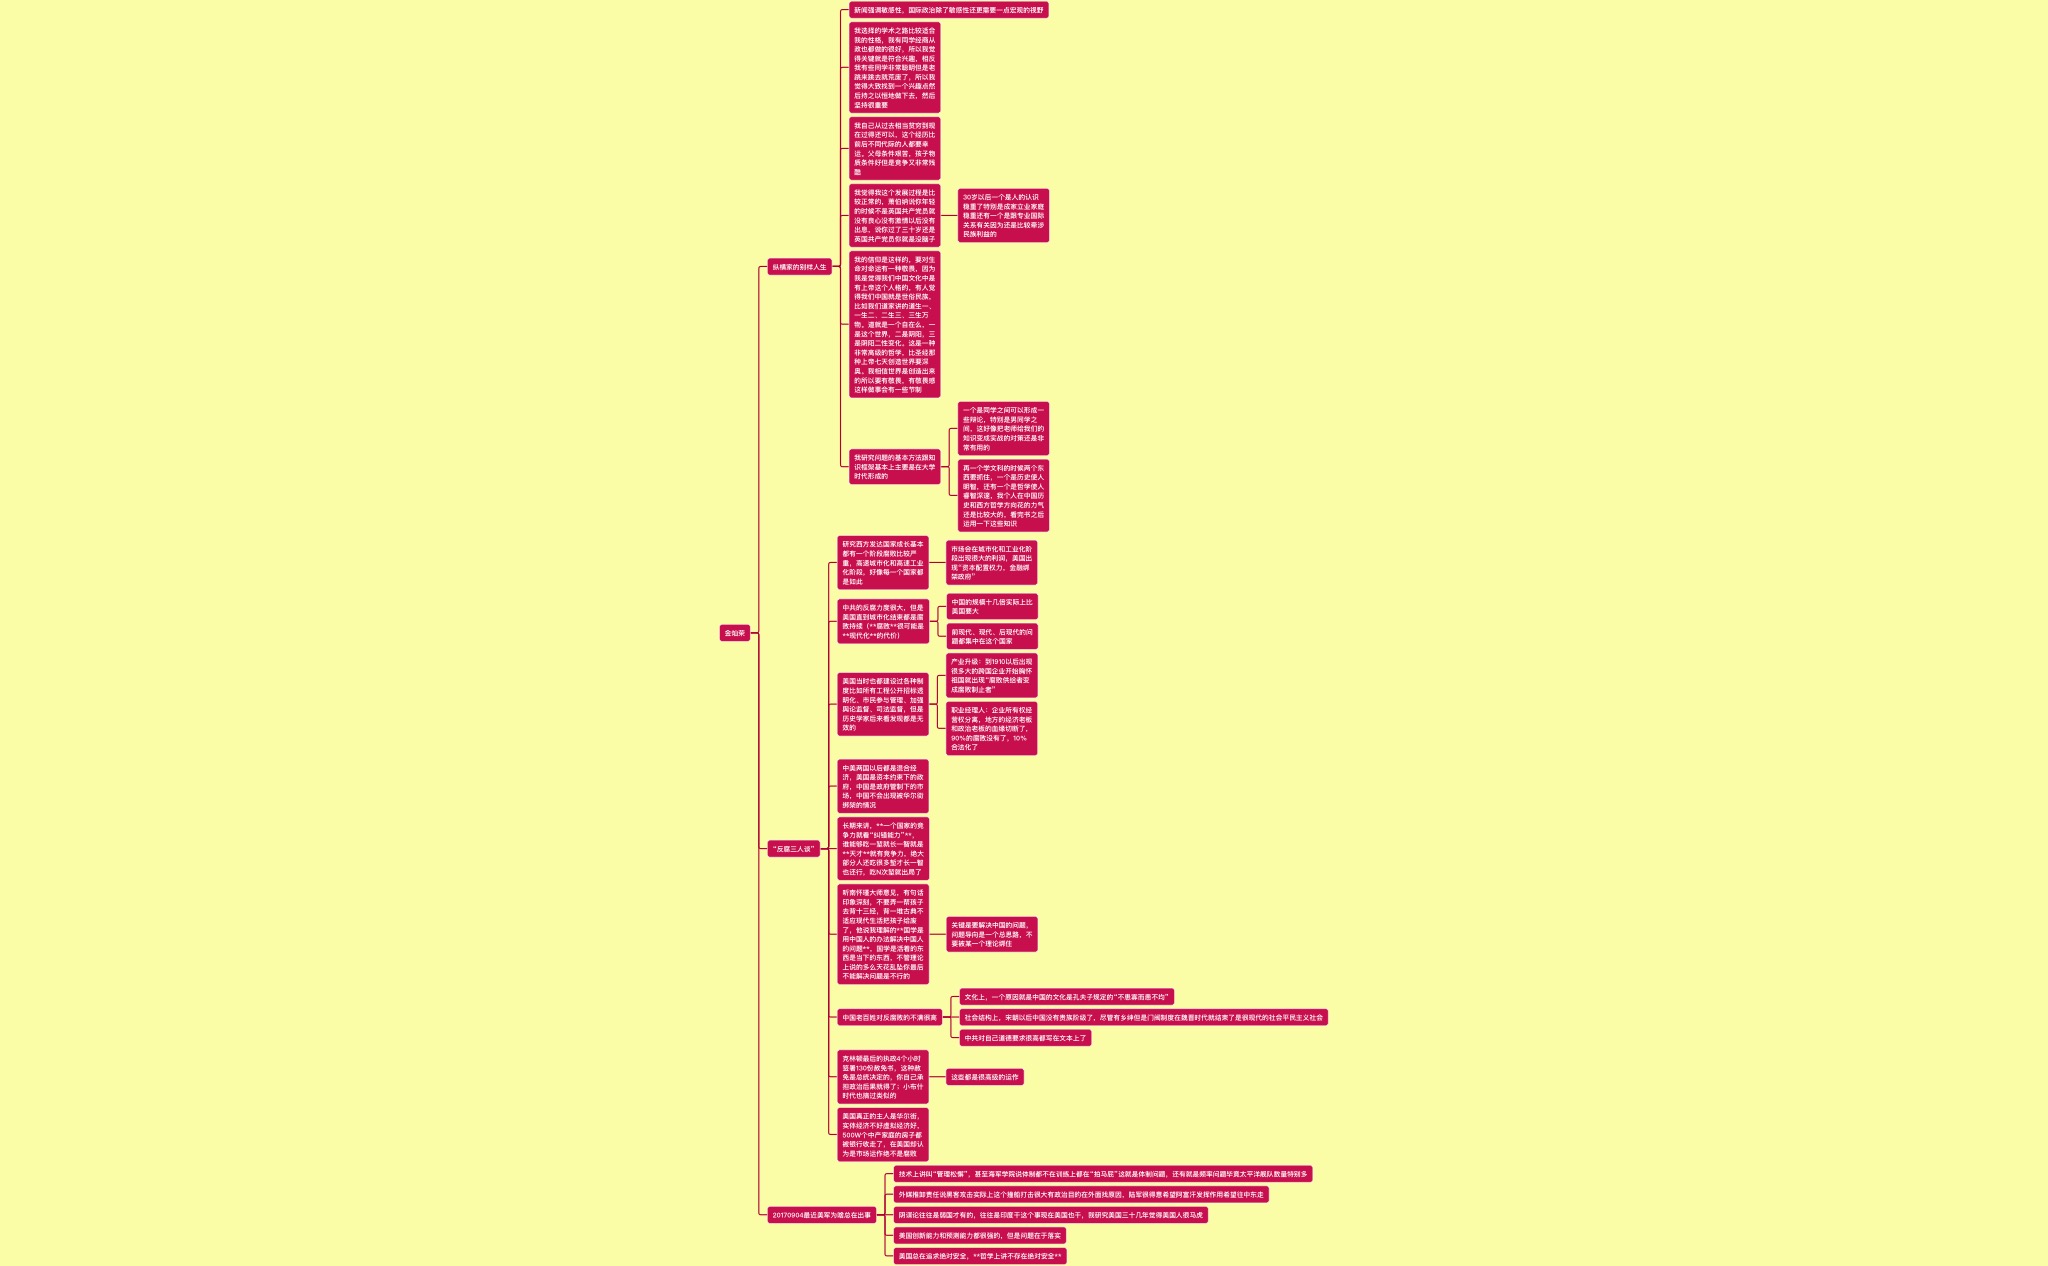 新闻强调敏感性，国际政治除了敏感性还更需要一点宏观的视野
我选择的学术之路比较适合
我的性格，我有同学经商从
政也都做的很好，所以我觉
得关键就是符合兴趣，相反
我有些同学非常聪明但是老
跳来跳去就荒废了，所以我
觉得大致找到一个兴趣点然
后持之以恒地做下去，然后
坚持很重要
我自己从过去相当贫穷到现
在过得还可以，这个经历比
前后不同代际的人都要幸
运，父母条件艰苦，孩子物
质条件好但是竞争又非常残
酷
我觉得我这个发展过程是比
较正常的，萧伯纳说你年轻
的时候不是英国共产党员就
没有良心没有激情以后没有
出息，说你过了三十岁还是
英国共产党员你就是没脑子
30岁以后一个是人的认识
稳重了特别是成家立业家庭
稳重还有一个是跟专业国际
关系有关因为还是比较牵涉
民族利益的
纵横家的别样人生
我的信仰是这样的，要对生
命对命运有一种敬畏，因为
我是觉得我们中国文化中是
有上帝这个人格的，有人觉
得我们中国就是世俗民族，
比如我们道家讲的道生一、
一生二、二生三、三生万
物。道就是一个自在么，一
是这个世界，二是阴阳，三
是阴阳二性变化。这是一种
非常高级的哲学，比圣经那
种上帝七天创造世界要深
奥。我相信世界是创造出来
的所以要有敬畏，有敬畏感
这样做事会有一些节制
一个是同学之间可以形成一
些辩论，特别是男同学之
间，这好像把老师给我们的
知识变成实战的对策还是非
常有用的
我研究问题的基本方法跟知
识框架基本上主要是在大学
时代形成的
再一个学文科的时候两个东
西要抓住，一个是历史使人
明智，还有一个是哲学使人
睿智深邃，我个人在中国历
史和西方哲学方向花的力气
还是比较大的，看完书之后
运用一下这些知识
研究西方发达国家成长基本
都有一个阶段腐败比较严
重，高速城市化和高速工业
化阶段，好像每一个国家都
是如此
市场会在城市化和工业化阶
段出现很大的利润，美国出
现“资本配置权力，金融绑
架政府”
中共的反腐力度很大，但是
美国直到城市化结束都是腐
败持续（**腐败**很可能是
**现代化**的代价）
中国的规模十几倍实际上比
美国要大
前现代、现代、后现代的问
题都集中在这个国家
金灿荣
美国当时也都建设过各种制
度比如所有工程公开招标透
明化、市民参与管理、加强
舆论监督、司法监督，但是
历史学家后来看发现都是无
效的
产业升级：到1910以后出现
很多大的跨国企业开始胸怀
祖国就出现“腐败供给者变
成腐败制止者”
职业经理人：企业所有权经
营权分离，地方的经济老板
和政治老板的血缘切断了，
90%的腐败没有了，10%
合法化了
中美两国以后都是混合经
济，美国是资本约束下的政
府，中国是政府管制下的市
场，中国不会出现被华尔街
绑架的情况
长期来讲，**一个国家的竞
争力就看“纠错能力”**，
谁能够吃一堑就长一智就是
**天才**就有竞争力，绝大
部分人还吃很多堑才长一智
也还行，吃N次堑就出局了
“反腐三人谈”
听南怀瑾大师意见，有句话
印象深刻，不要弄一帮孩子
去背十三经，背一堆古典不
适应现代生活把孩子给废
了，他说我理解的**国学是
用中国人的办法解决中国人
的问题**，国学是活着的东
西是当下的东西，不管理论
上说的多么天花乱坠你最后
不能解决问题是不行的
关键是要解决中国的问题，
问题导向是一个总思路，不
要被某一个理论绑住
中国老百姓对反腐败的不满很高
文化上，一个原因就是中国的文化是孔夫子规定的“不患寡而患不均”
社会结构上，宋朝以后中国没有贵族阶级了，尽管有乡绅但是门阀制度在魏晋时代就结束了是很现代的社会平民主义社会
中共对自己道德要求很高都写在文本上了
克林顿最后的执政4个小时
签署130份赦免书，这种赦
免是总统决定的，你自己承
担政治后果就得了；小布什
时代也搞过类似的
这些都是很高级的运作
美国真正的主人是华尔街，
实体经济不好虚拟经济好，
500W个中产家庭的房子都
被银行收走了，在美国却认
为是市场运作络不是腐败
20170904最近美军为啥总在出事
技术上讲叫“管理松懈”，甚至海军学院说体制都不在训练上都在“拍马屁”这就是体制问题，还有就是频率问题毕竟太平洋舰队数量特别多
外媒推卸责任说黑客攻击实际上这个撞船打击很大有政治目的在外面找原因，陆军很得意希望阿富汗发挥作用希望往中东走
阴谋论往往是弱国才有的，往往是印度干这个事现在美国也干，我研究美国三十几年觉得美国人很马虎
美国创新能力和预测能力都很强的，但是问题在于落实
美国总在追求绝对安全，**哲学上讲不存在绝对安全**